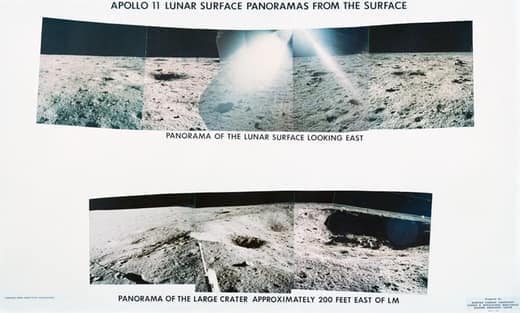 APOLLO 11 LUNAR SURFACE PANORAMAS FROM THE SURFACE
PANORAMA OF THE LUNAR SURFACE LOOKING EAST
PANORAMA OF THE LARGE CRATER APPROXIMATELY 200 FEET EAST OF LM